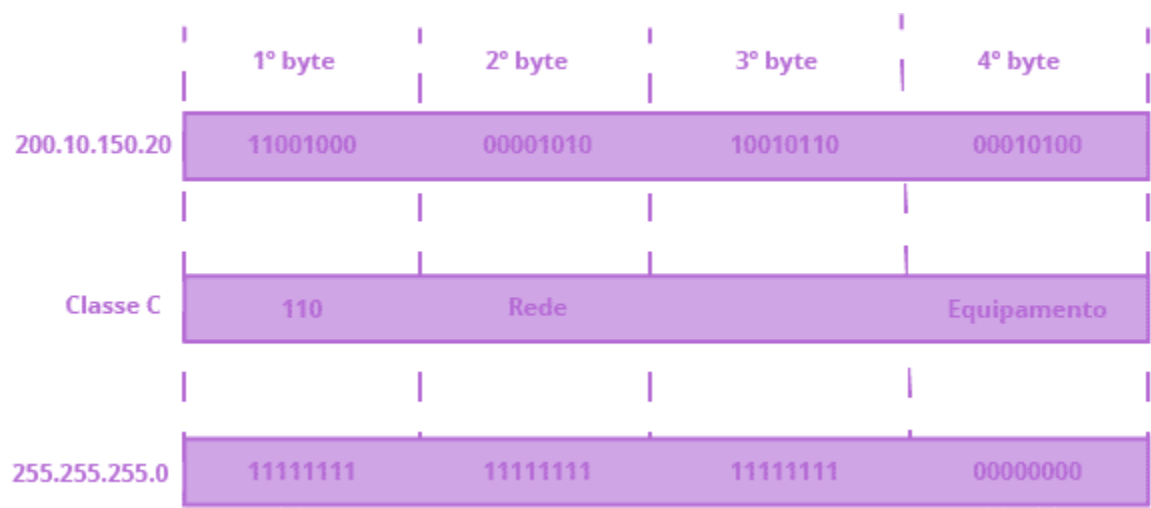 1° byte 2° byte 3° byte 4° byte
200.10.150.20 11001000 00001010 10010110 00010100
Classe C 110 Rede Equipamento
255.255.255.0 11111111 11111111 11111111 00000000